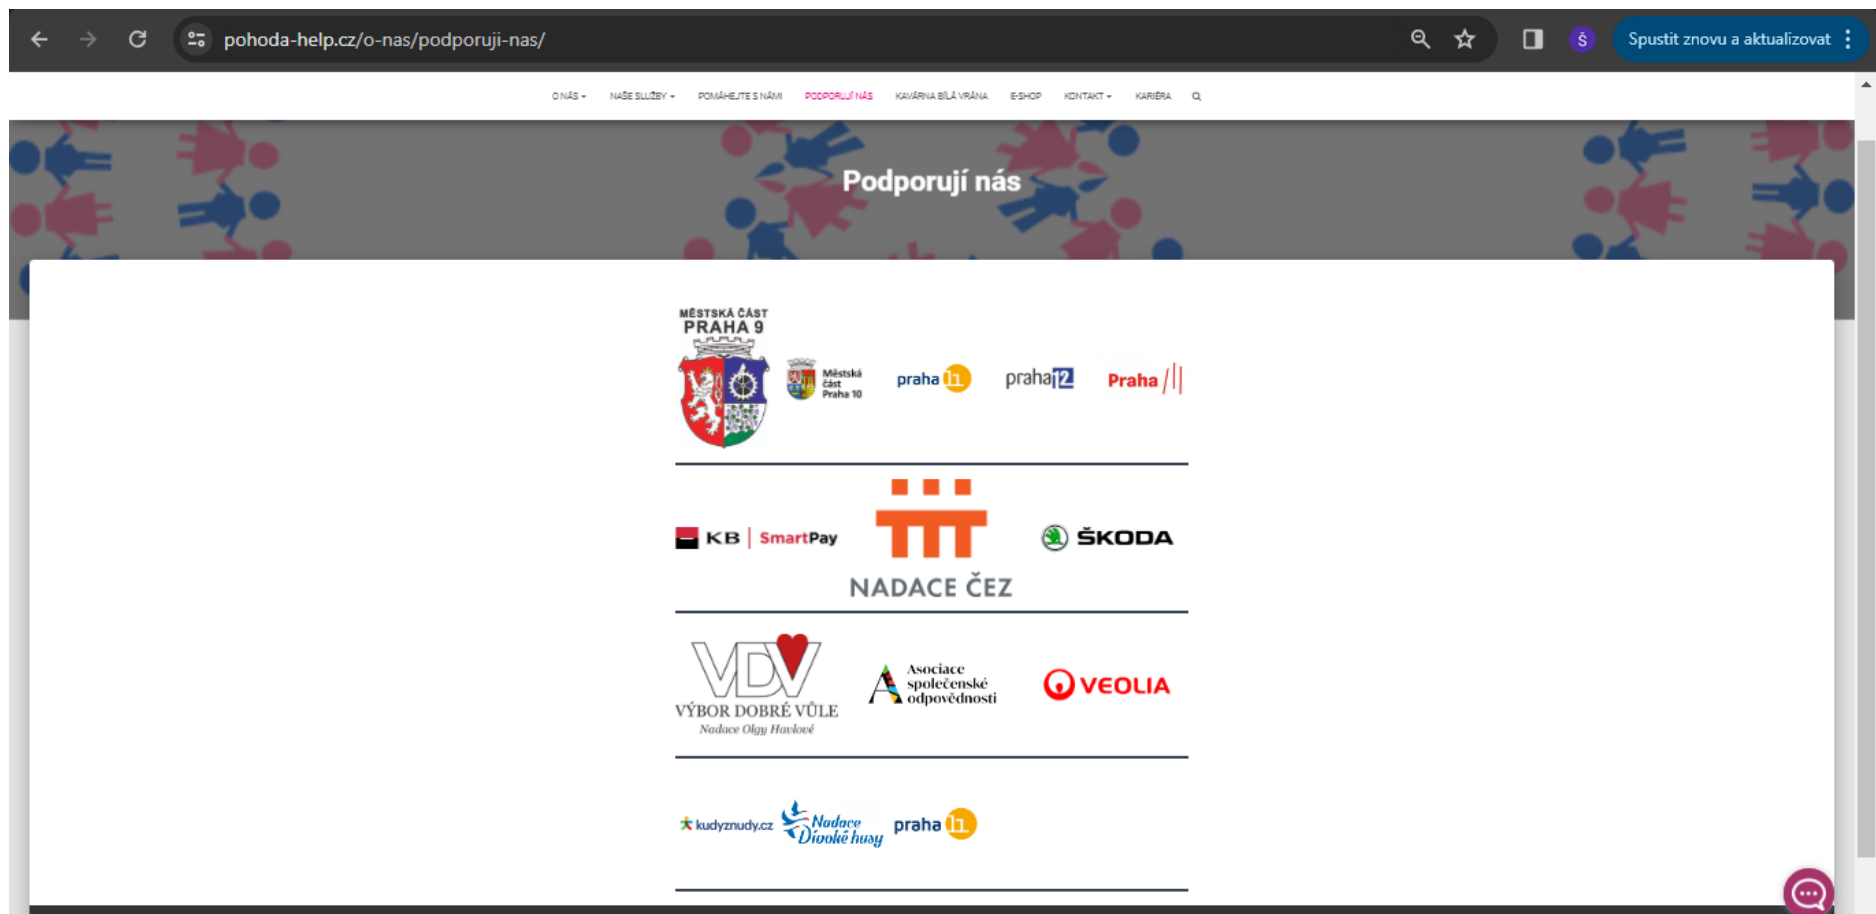 pohoda-help.cz/o-nas/podporuji-nas/
Š
Spustit znovu a aktualizovat
O NÁS
NAŠE SLUŽBY
POMÁHEJTE S NÁMI
PODPORUJÍ NÁS
KAVÁRNA BÍLÁ VRÁNA
E-SHOP
KONTAKT
KARIÉRA
Podporují nás
MĚSTSKÁ ČÁST
PRAHA 9
Městská
část
Praha 10
praha 11
praha 12
Praha
KB SmartPay
NADACE ČEZ
ŠKODA
VDV
VÝBOR DOBRÉ VŮLE
Nadace Olgy Havlové
Asociace
společenské
odpovědnosti
VEOLIA
kudyznudy.cz
Nadace
Divoké husy
praha 11